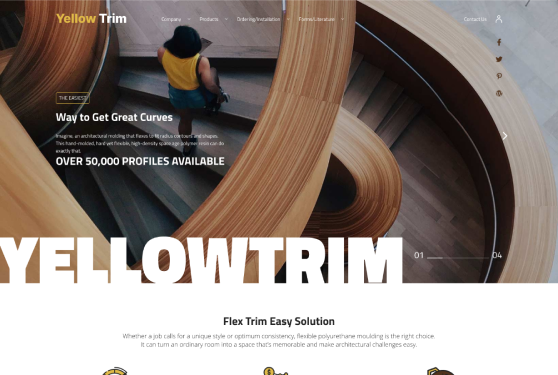 Yellow Trim
Company Products Ordering/Installation Forms/Literature Contact Us
THE EASIEST
Way to Get Great Curves
Imagine, an architectural molding that flexes to fit radius contours and shapes.
This hand-molded, hard yet flexible, high-density space age polymer resin can do
exactly that.
OVER 50,000 PROFILES AVAILABLE
YELLOWTRIM
01 04
Flex Trim Easy Solution
Whether a job calls for a unique style or optimum consistency, flexible polyurethane moulding is the right choice.
It can turn an ordinary room into a space that's memorable and make architectural challenges easy.